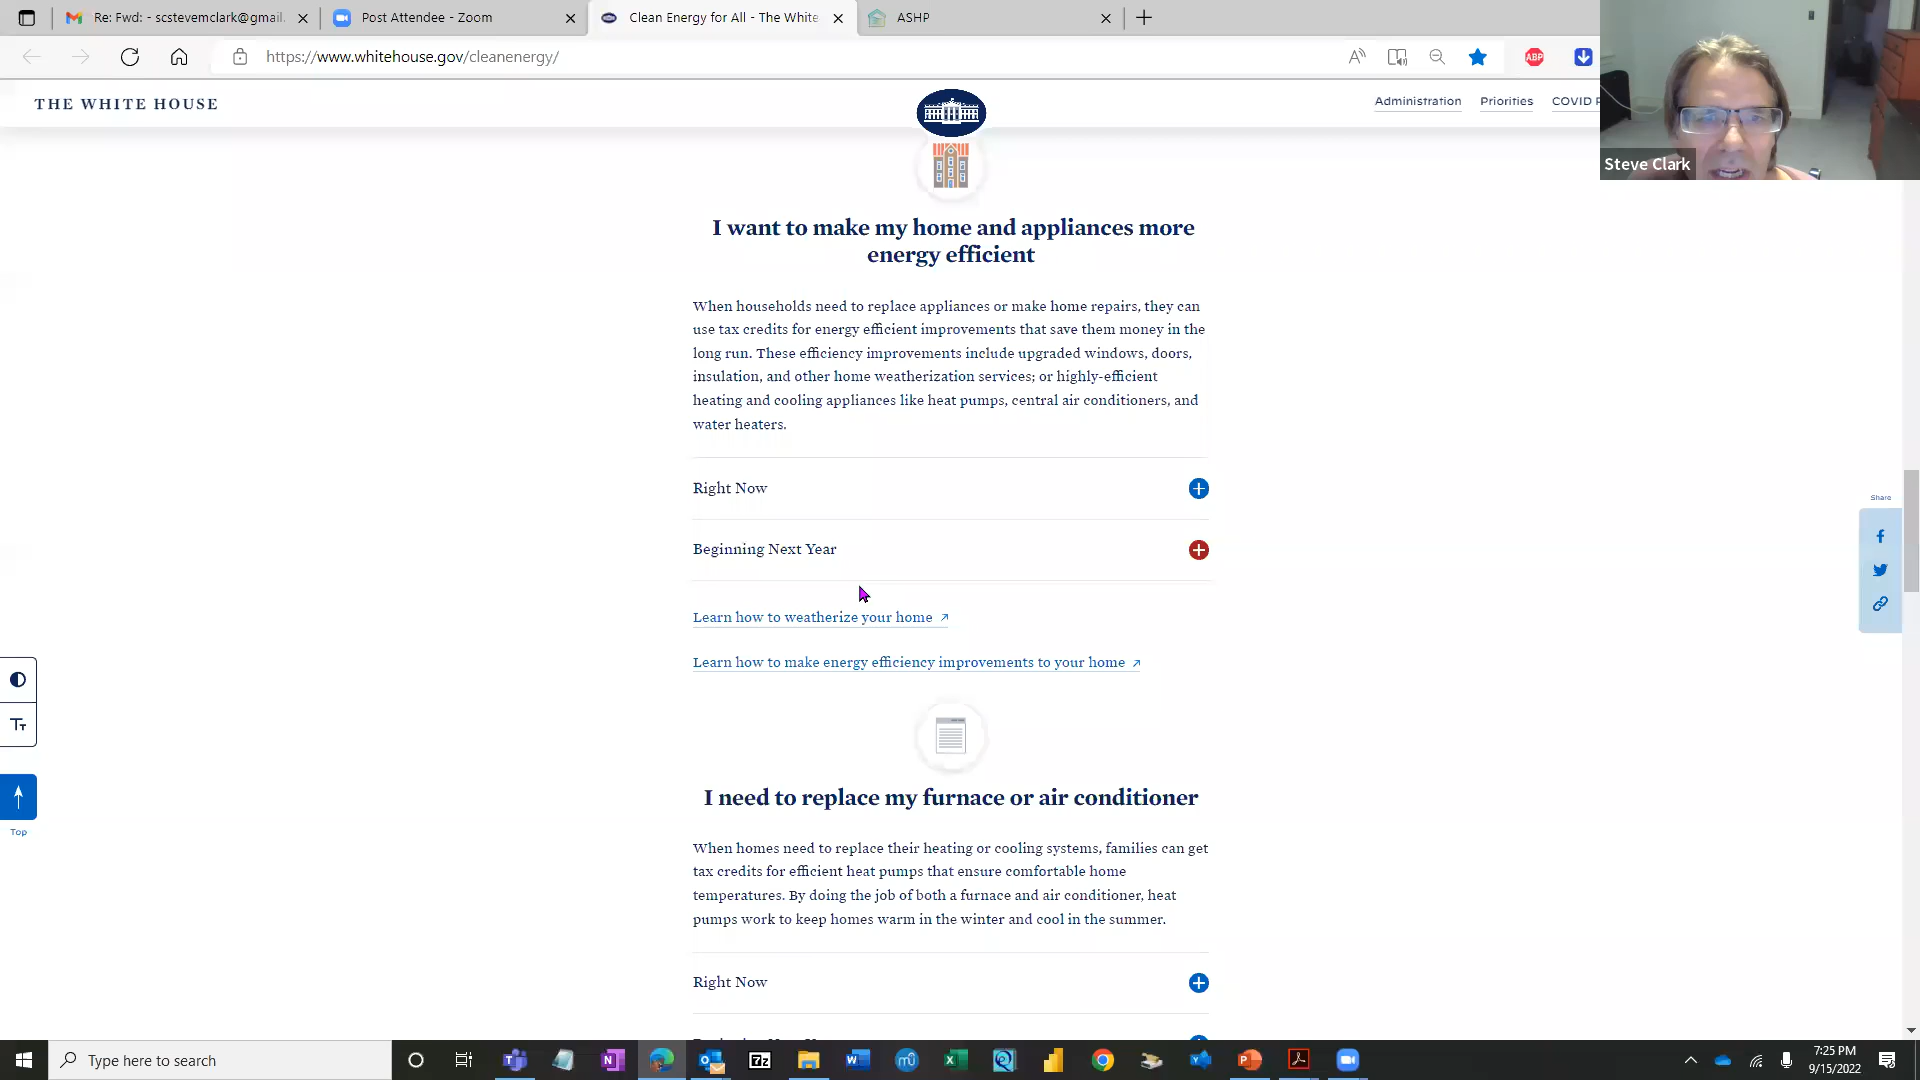 Re: Fwd: - scstevemclark@gmail.
Post Attendee - Zoom
Clean Energy for All - The White
ASHP
https://www.whitehouse.gov/cleanenergy/
ABP
THE WHITE HOUSE
Administration
Priorities
COVID P
Steve Clark
I want to make my home and appliances more
energy efficient
When households need to replace appliances or make home repairs, they can
use tax credits for energy efficient improvements that save them money in the
long run. These efficiency improvements include upgraded windows, doors,
insulation, and other home weatherization services; or highly-efficient
heating and cooling appliances like heat pumps, central air conditioners, and
water heaters.
Right Now
Beginning Next Year
Learn how to weatherize your home
Learn how to make energy efficiency improvements to your home
Share
Top
I need to replace my furnace or air conditioner
When homes need to replace their heating or cooling systems, families can get
tax credits for efficient heat pumps that ensure comfortable home
temperatures. By doing the job of both a furnace and air conditioner, heat
pumps work to keep homes warm in the winter and cool in the summer.
Right Now
Type here to search
7:25 PM
9/15/2022